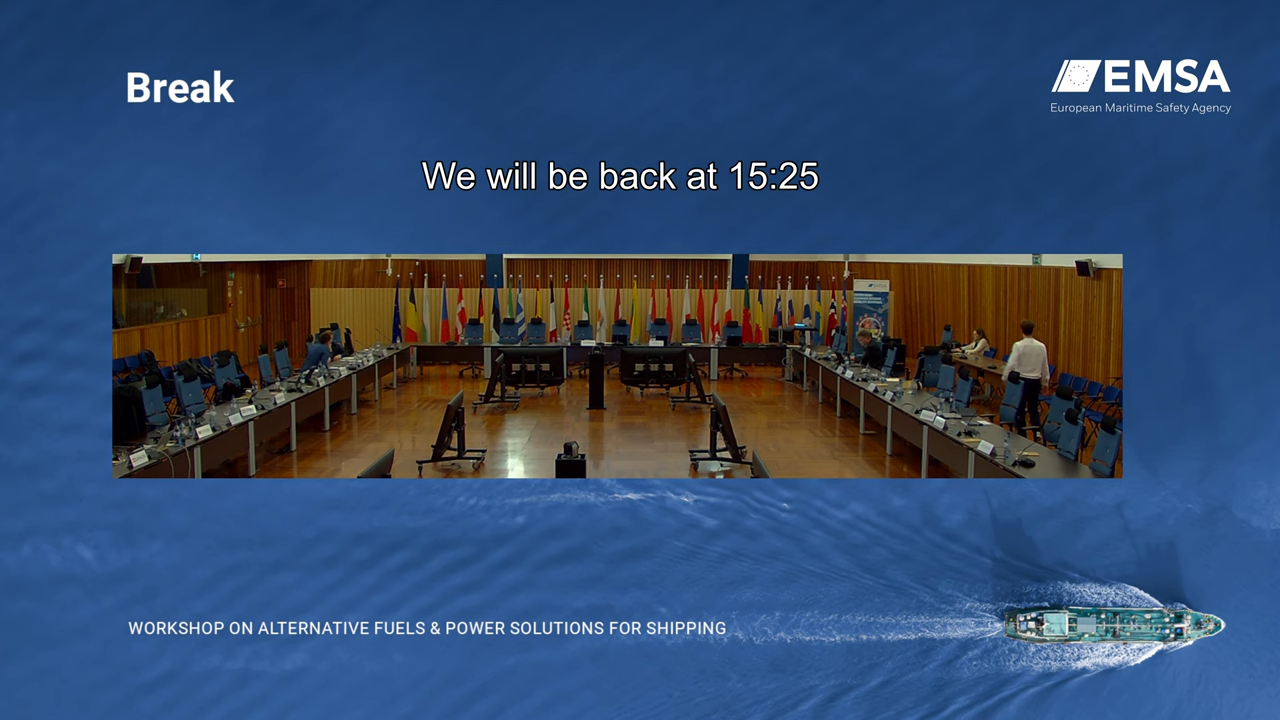 Break
EMSA
European Maritime Safety Agency
We will be back at 15:25
WORKSHOP ON ALTERNATIVE FUELS & POWER SOLUTIONS FOR SHIPPING